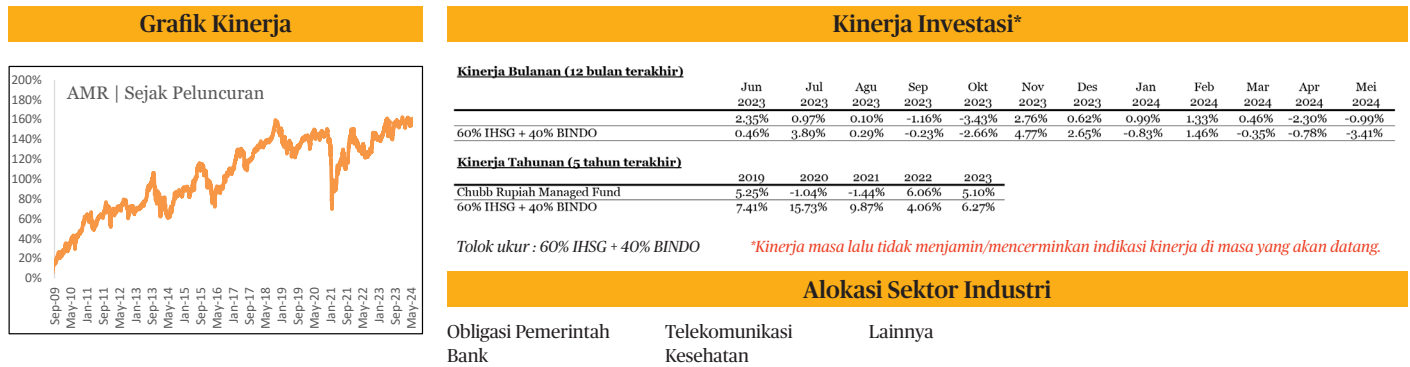 Grafik Kinerja
200%
180%
160%
140%
120%
100%
80%
60%
40%
20%
0%
AMR | Sejak Peluncuran
Sep-09
May-10
Jan-11
Sep-11
May-12
Jan-13
Sep-13
May-14
Jan-15
Sep-15
May-16
Jan-17
Sep-17
May-18
Jan-19
Sep-19
May-20
Jan-21
Sep-21
May-22
Jan-23
Sep-23
May-24
Kinerja Investasi*
Kinerja Bulanan (12 bulan terakhir)
Jun Jul Agu Sep Okt Nov Des Jan Feb Mar Apr Mei
2023 2023 2023 2023 2023 2023 2023 2024 2024 2024 2024 2024
2.35% 0.97% 0.10% -1.16% -3.43% 2.76% 0.62% 0.99% 1.33% 0.46% -2.30% -0.99%
60% IHSG + 40% BINDO 0.46% 3.89% 0.29% -0.23% -2.66% 4.77% 2.65% -0.83% 1.46% -0.35% -0.78% -3.41%
Kinerja Tahunan (5 tahun terakhir)
2019 2020 2021 2022 2023
Chubb Rupiah Managed Fund 5.25% -1.04% -1.44% 6.06% 5.10%
60% IHSG + 40% BINDO 7.41% 15.73% 9.87% 4.06% 6.27%
Tolok ukur : 60% IHSG + 40% BINDO *Kinerja masa lalu tidak menjamin/mencerminkan indikasi kinerja di masa yang akan datang.
Alokasi Sektor Industri
Obligasi Pemerintah Telekomunikasi Lainnya
Bank Kesehatan